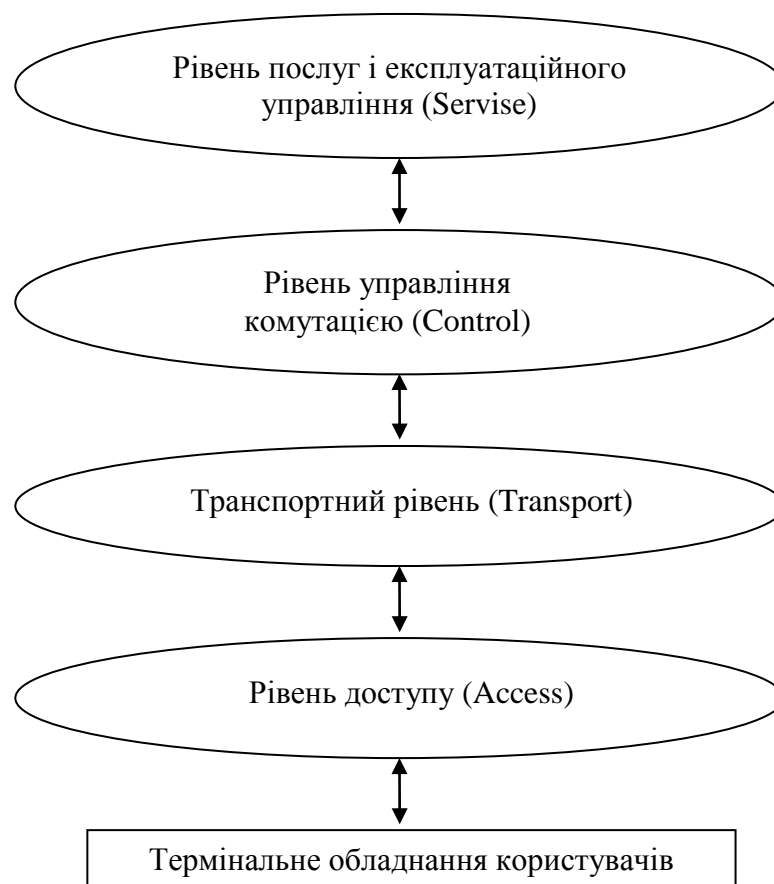 Рівень послуг і експлуатаційного
управління (Servise)
Рівень управління
комутацією (Control)
Транспортний рівень (Transport)
Рівень доступу (Access)
Термінальне обладнання користувачів